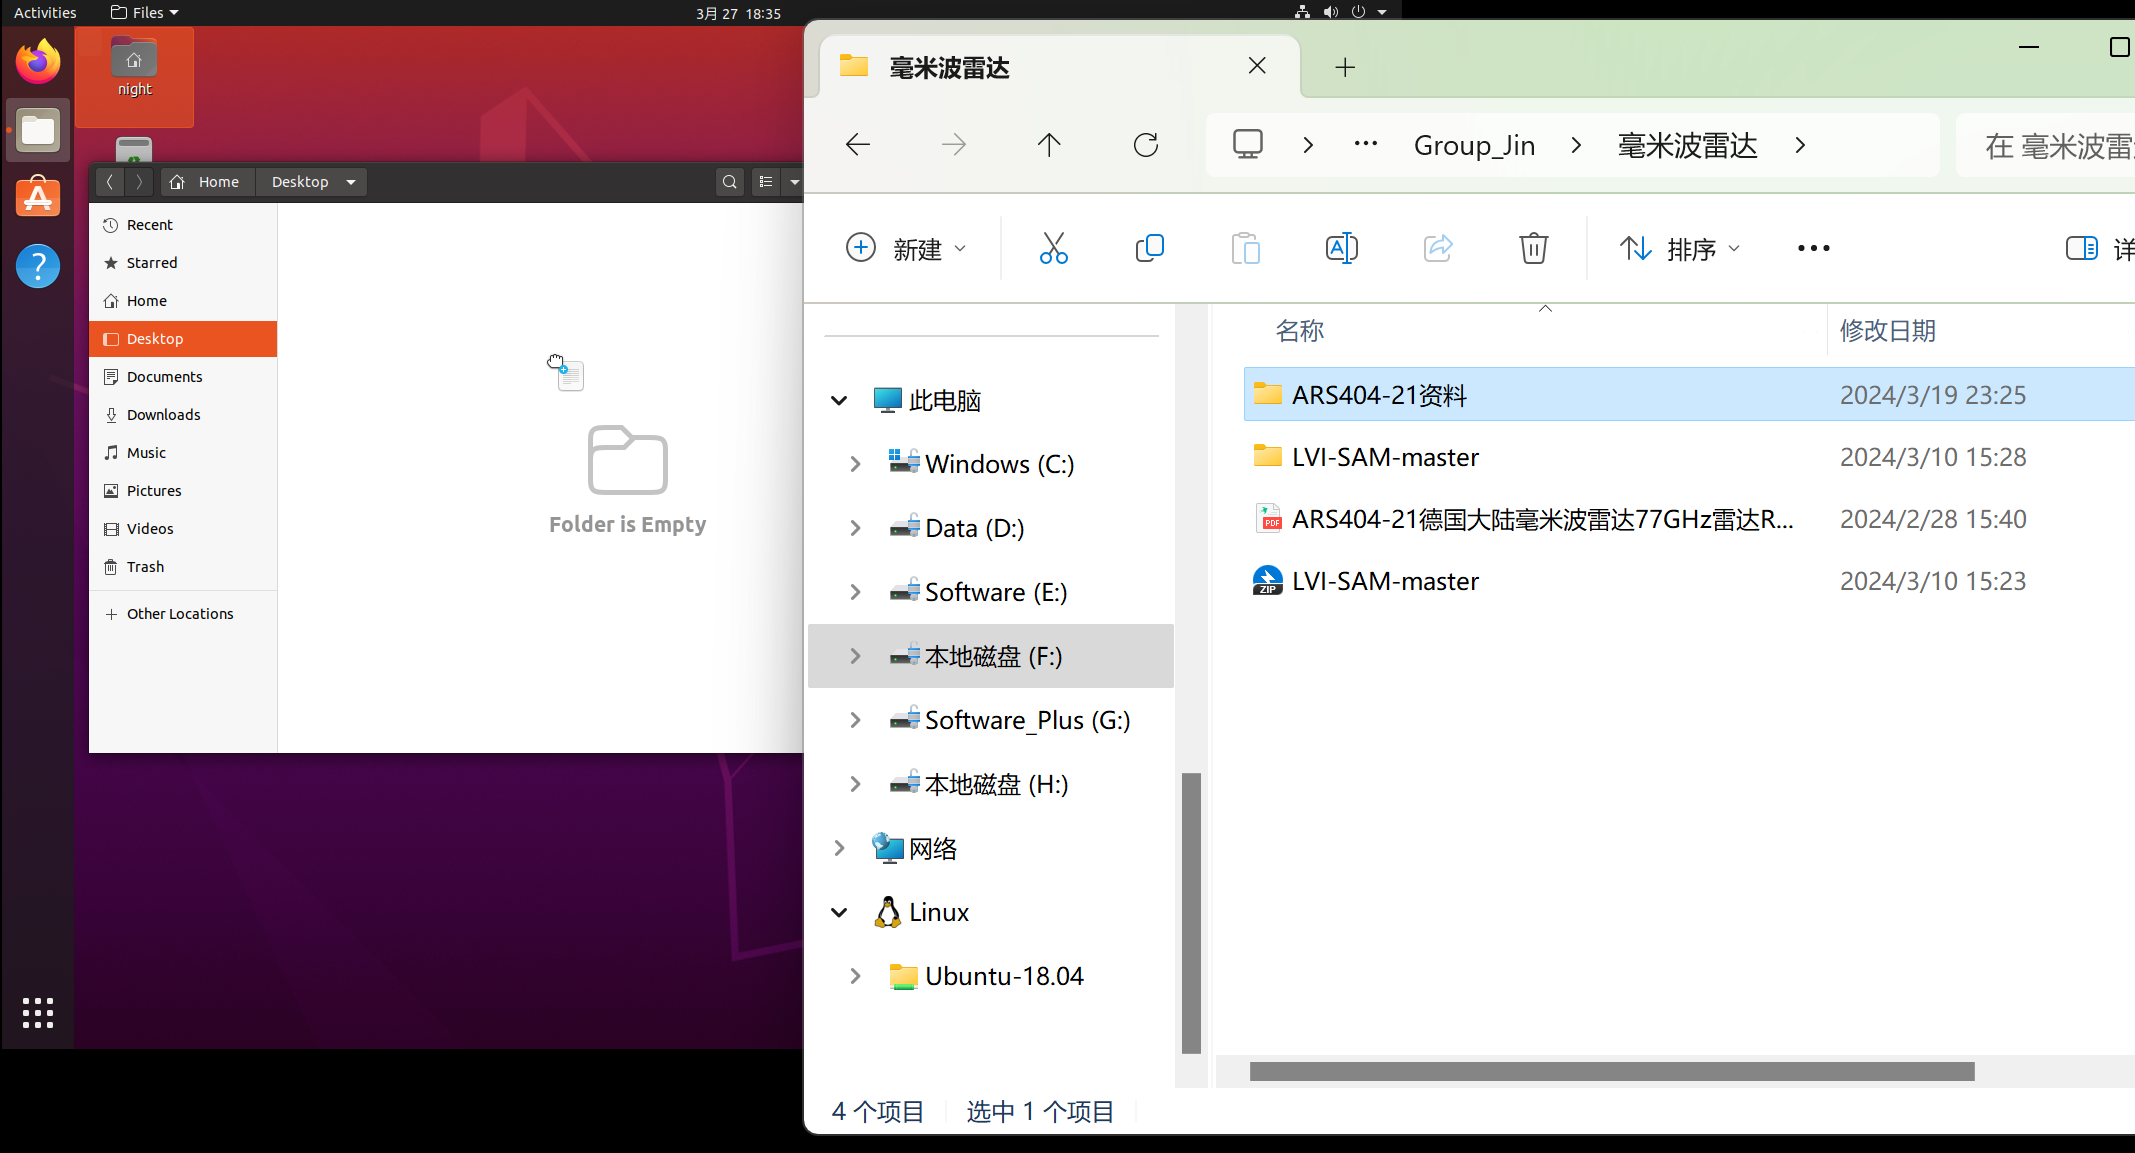 Activities
Files
3月 27 18:35
night
Home
Desktop
Recent
Starred
Home
Desktop
Documents
Downloads
Music
Pictures
Videos
Trash
Other Locations
Folder is Empty
毫米波雷达
Group_Jin
毫米波雷达
在 毫米波雷
新建
排序
详
名称
修改日期
此电脑
Windows (C:)
Data (D:)
Software (E:)
本地磁盘 (F:)
Software_Plus (G:)
本地磁盘 (H:)
网络
Linux
Ubuntu-18.04
ARS404-21资料
2024/3/19 23:25
LVI-SAM-master
2024/3/10 15:28
PDF
ARS404-21德国大陆毫米波雷达77GHz雷达R...
2024/2/28 15:40
ZIP
LVI-SAM-master
2024/3/10 15:23
4 个项目
选中 1 个项目